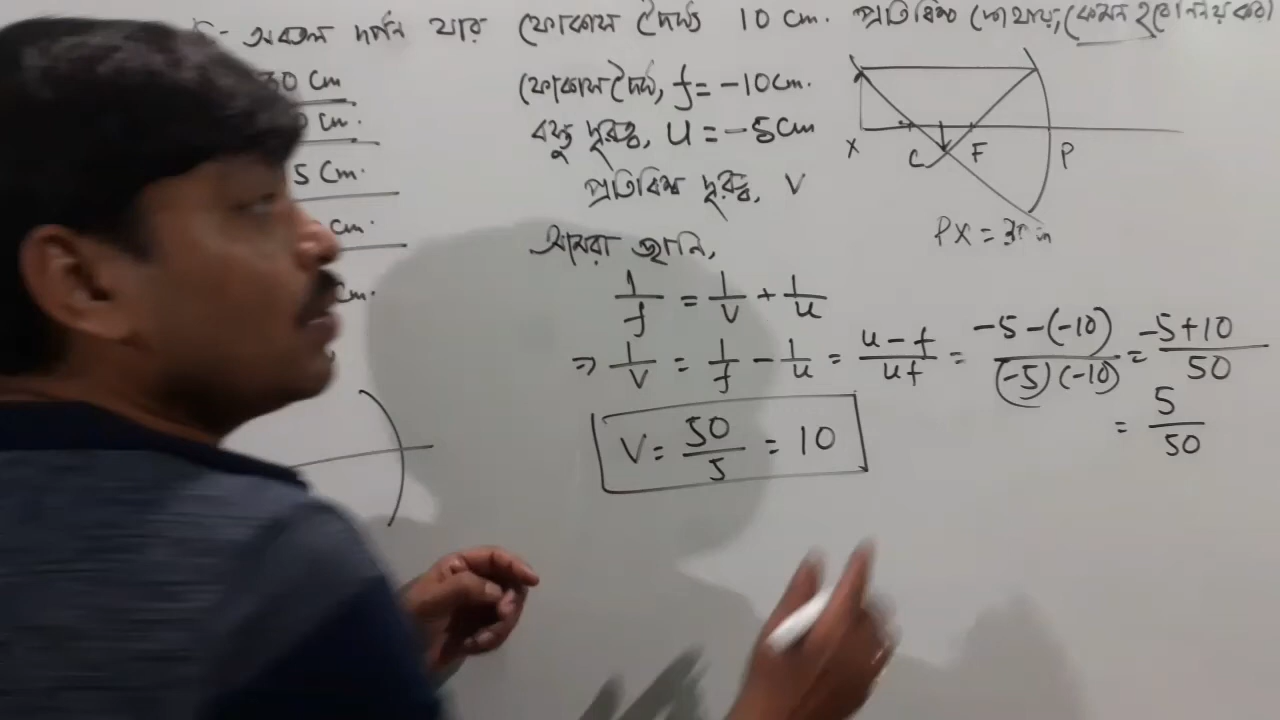 অবতল দর্পন যার ফোকাস দৈর্ঘ্য 10 cm. প্রতিবিম্ব কোথায়, কেমন হবে নির্ণয় কর।
30 cm
cm.
5 cm.
cm.
ফোকাস দৈর্ঘ্য, f = -10cm.
বস্তু দূরত্ব, u = -5cm
প্রতিবিম্ব দূরত্ব, v
আমরা জানি,
1/f = 1/v + 1/u
⇒ 1/v = 1/f - 1/u = u - f / uf = -5 - (-10) / (-5)(-10) = -5+10 / 50
= 5/50
V = 50/5 = 10
X C F P
PX =